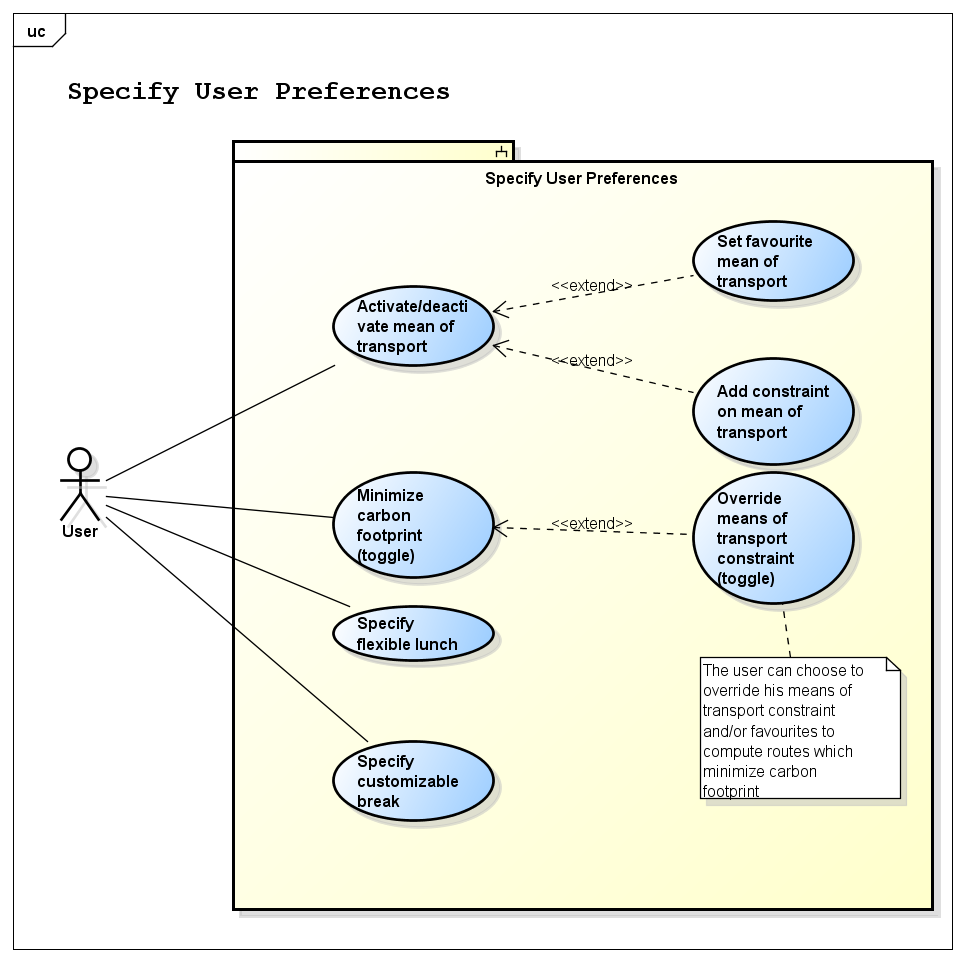 uc
Specify User Preferences
Specify User Preferences
Set favourite
mean of
transport
<<extend>>
Activate/deacti
vate mean of
transport
<<extend>>
Add constraint
on mean of
transport
User
Minimize
carbon
footprint
(toggle)
<<extend>>
Override
means of
transport
constraint
(toggle)
Specify
flexible lunch
The user can choose to
override his means of
transport constraint
and/or favourites to
compute routes which
minimize carbon
footprint
Specify
customizable
break